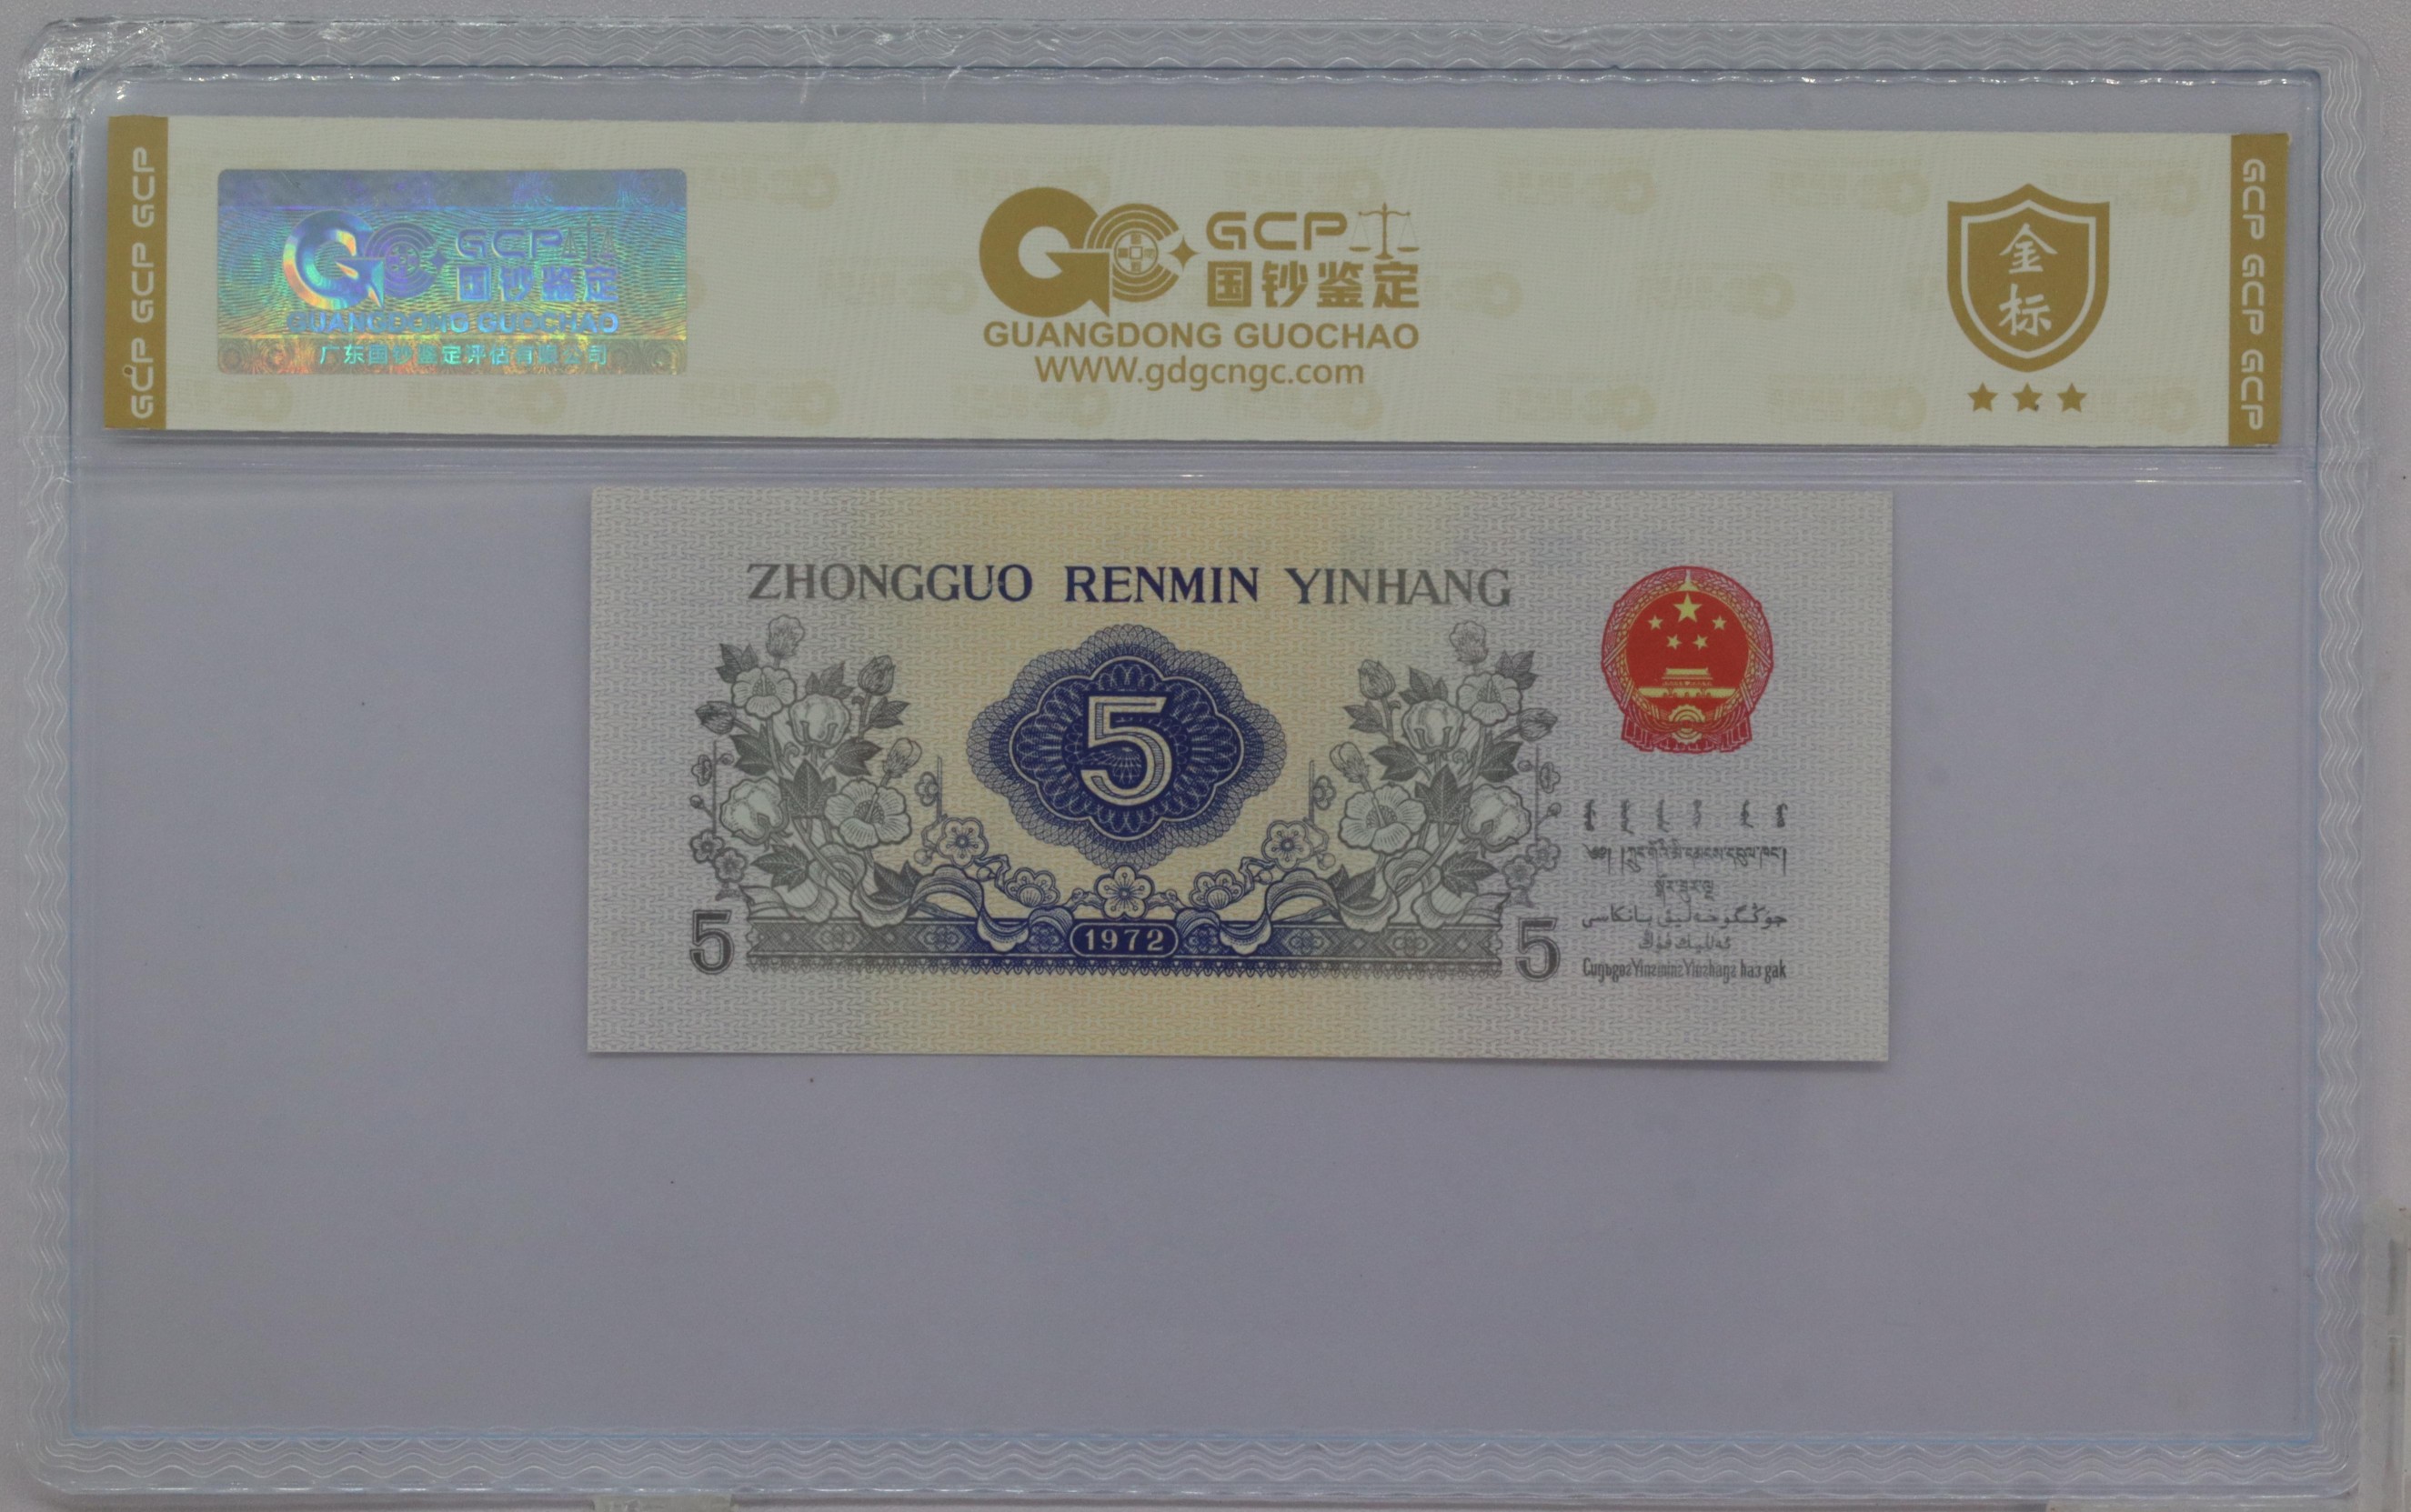 GCP GCP GCP
GCP
国钞鉴定
GUANGDONG GUOCHAO
广东国钞鉴定评估有限公司
GCP
国钞鉴定
GUANGDONG GUOCHAO
WWW.gdgcngc.com
金
标
GCP GCP GCP
ZHONGGUO RENMIN YINHANG
5
5
1972
5